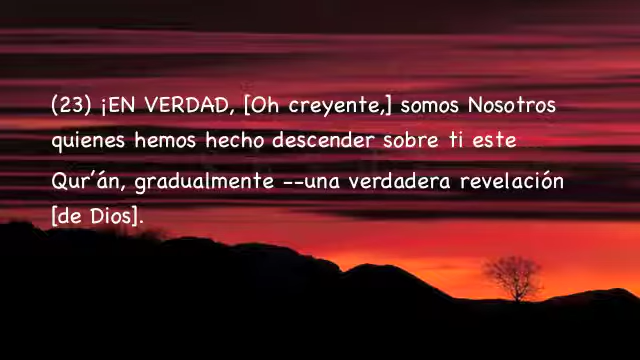 (23) ¡EN VERDAD, [Oh creyente,] somos Nosotros
quienes hemos hecho descender sobre ti este
Qur’án, gradualmente --una verdadera revelación
[de Dios].